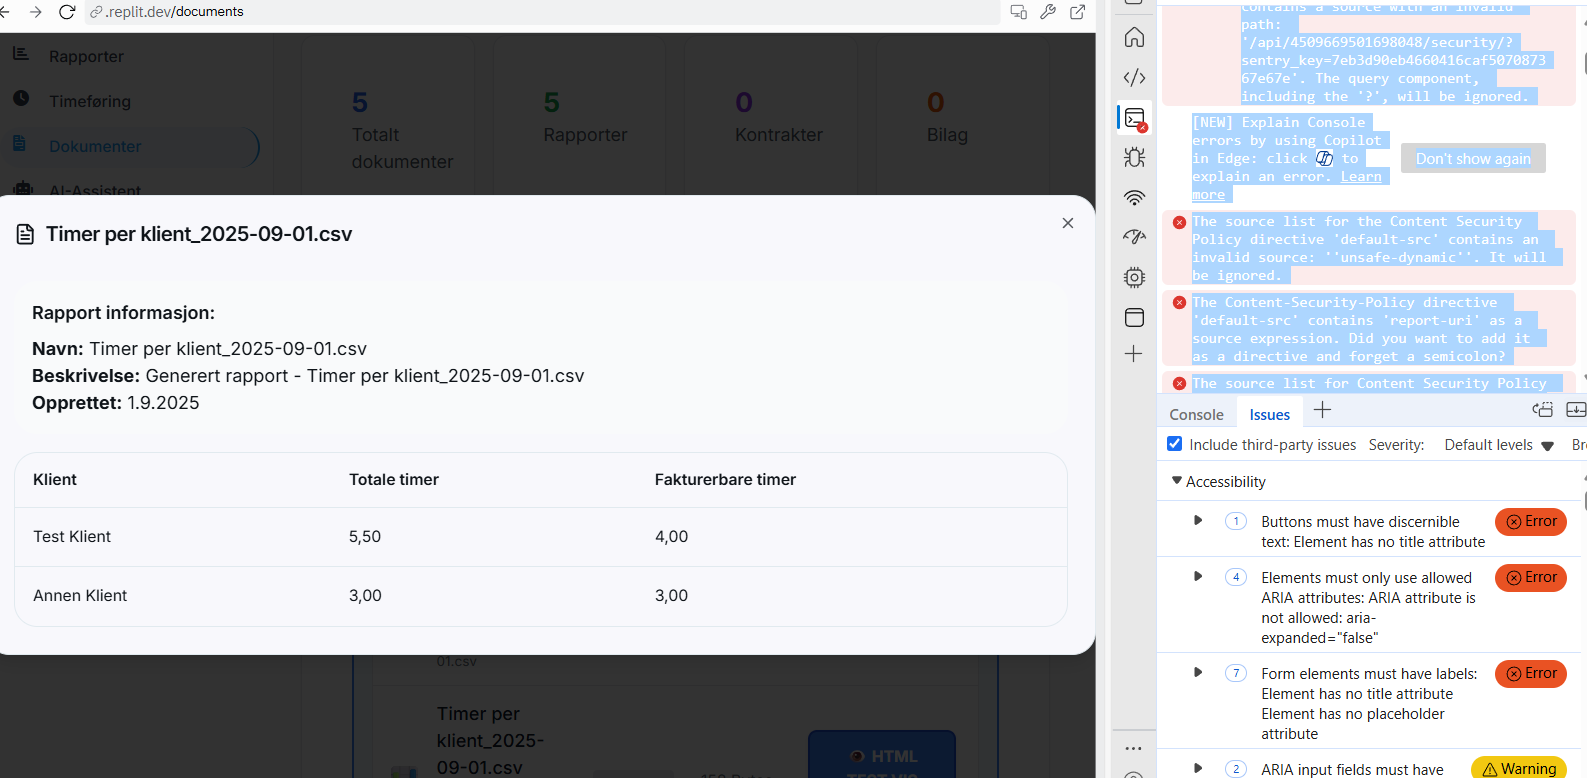 .replit.dev/documents
Rapporter
Timeføring
Dokumenter
AI-Assistent
5
Totalt
dokumenter
5
Rapporter
0
Kontrakter
0
Bilag
Timer per klient_2025-09-01.csv
Rapport informasjon:
Navn: Timer per klient_2025-09-01.csv
Beskrivelse: Generert rapport - Timer per klient_2025-09-01.csv
Opprettet: 1.9.2025
Klient Totale timer Fakturerbare timer
Test Klient 5,50 4,00
Annen Klient 3,00 3,00
01.csv
Timer per
klient_2025-
09-01.csv
HTML
TEST VIS
contains a source with an invalid
path:
'/api/4509669501698048/security/?
sentry_key=7eb3d90eb4660416caf5070873
67e67e'. The query component,
including the '?', will be ignored.
[NEW] Explain Console
errors by using Copilot
in Edge: click to
explain an error. Learn
more
Don't show again
The source list for the Content Security
Policy directive 'default-src' contains an
invalid source: ''unsafe-dynamic''. It will
be ignored.
The Content-Security-Policy directive
'default-src' contains 'report-uri' as a
source expression. Did you want to add it
as a directive and forget a semicolon?
The source list for Content Security Policy
Console Issues
Include third-party issues Severity: Default levels Br
Accessibility
1 Buttons must have discernible
text: Element has no title attribute
Error
4 Elements must only use allowed
ARIA attributes: ARIA attribute is
not allowed: aria-
expanded="false"
Error
7 Form elements must have labels:
Element has no title attribute
Element has no placeholder
attribute
Error
2 ARIA input fields must have
Warning